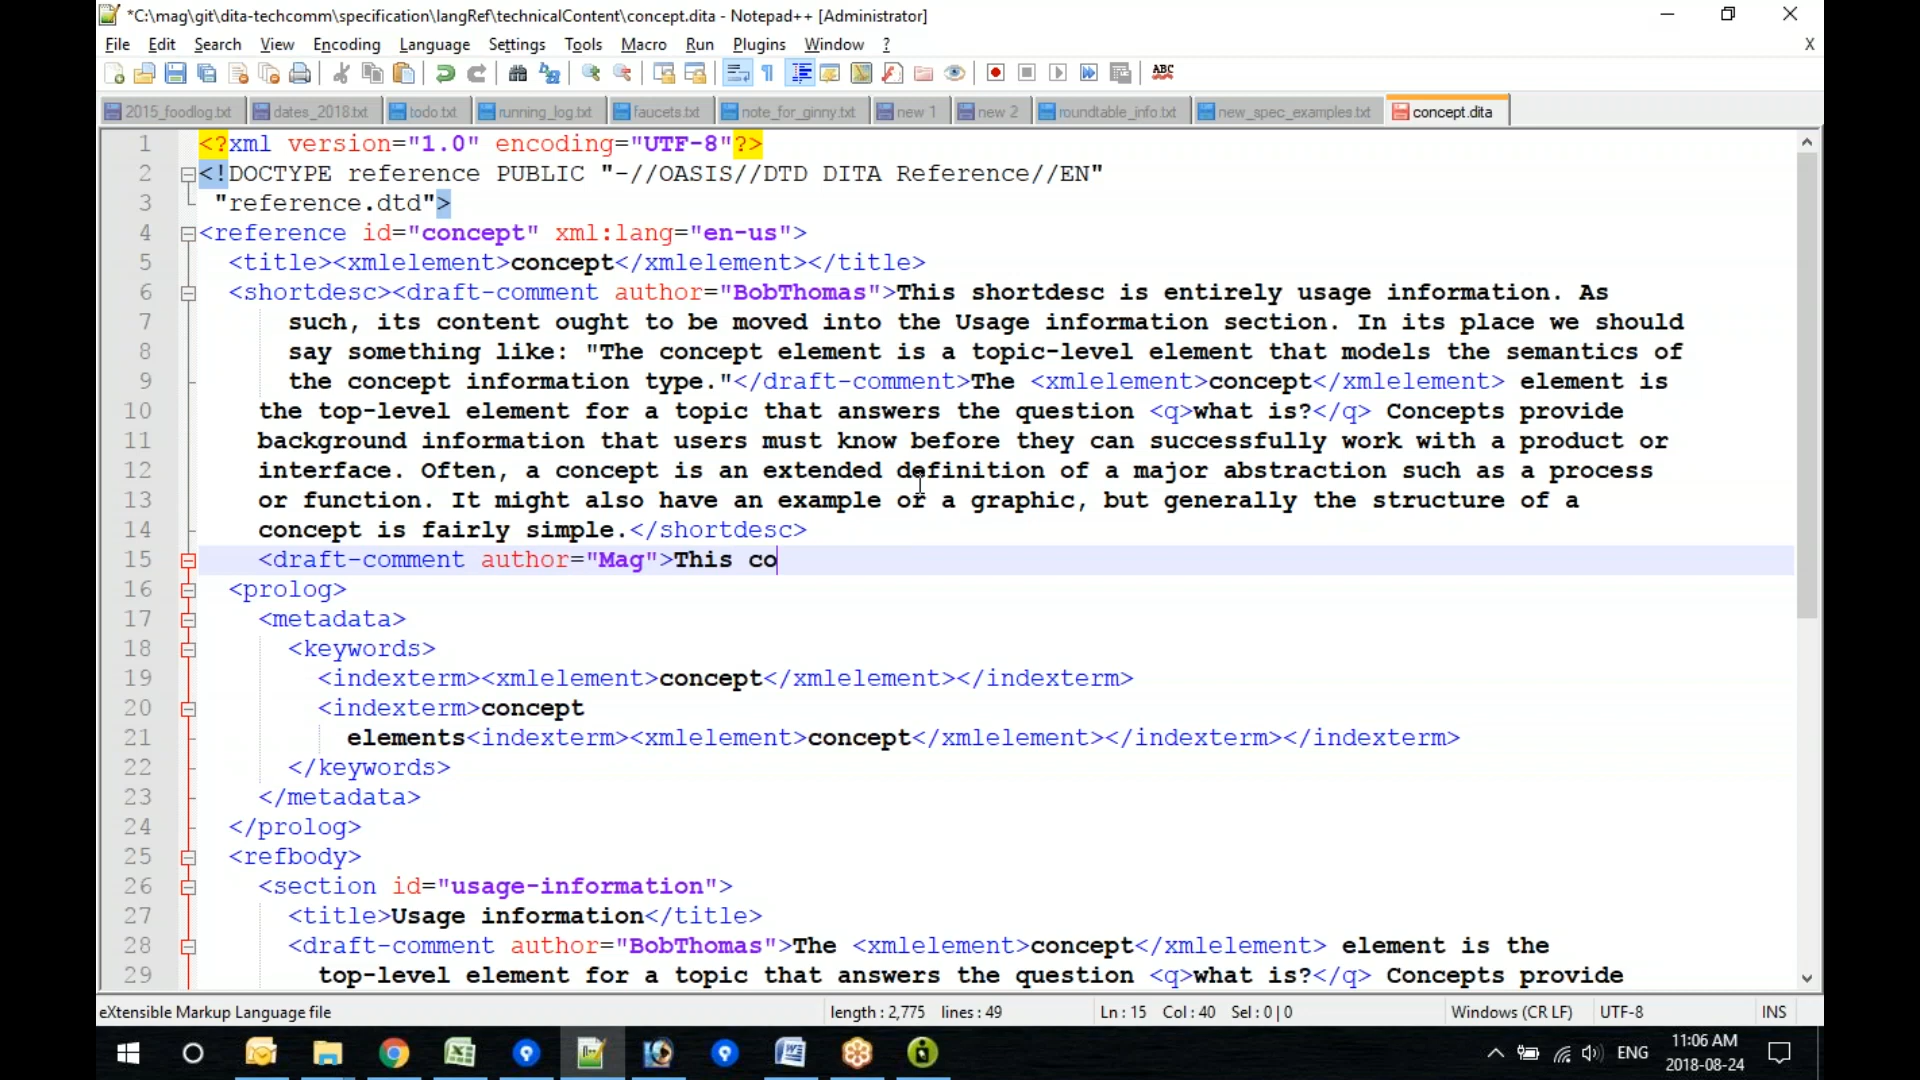 *C:\mag\git\dita-techcomm\specification\langRef\technicalContent\concept.dita - Notepad++ [Administrator]
File Edit Search View Encoding Language Settings Tools Macro Run Plugins Window ? X
ABC
2015_foodlog.txt dates_2018.txt todo.txt running_log.txt faucets.txt note_for_ginny.txt new 1 new 2 roundtable_info.txt new_spec_examples.txt concept.dita
1 <?xml version="1.0" encoding="UTF-8"?>
2 <!DOCTYPE reference PUBLIC "-//OASIS//DTD DITA Reference//EN"
3 "reference.dtd">
4 <reference id="concept" xml:lang="en-us">
5 <title><xmlelement>concept</xmlelement></title>
6 <shortdesc><draft-comment author="BobThomas">This shortdesc is entirely usage information. As
7 such, its content ought to be moved into the Usage information section. In its place we should
8 say something like: "The concept element is a topic-level element that models the semantics of
9 the concept information type."</draft-comment>The <xmlelement>concept</xmlelement> element is
10 the top-level element for a topic that answers the question <q>what is?</q> Concepts provide
11 background information that users must know before they can successfully work with a product or
12 interface. Often, a concept is an extended definition of a major abstraction such as a process
13 or function. It might also have an example or a graphic, but generally the structure of a
14 concept is fairly simple.</shortdesc>
15 <draft-comment author="Mag">This co
16 <prolog>
17 <metadata>
18 <keywords>
19 <indexterm><xmlelement>concept</xmlelement></indexterm>
20 <indexterm>concept
21 elements<indexterm><xmlelement>concept</xmlelement></indexterm></indexterm>
22 </keywords>
23 </metadata>
24 </prolog>
25 <refbody>
26 <section id="usage-information">
27 <title>Usage information</title>
28 <draft-comment author="BobThomas">The <xmlelement>concept</xmlelement> element is the
29 top-level element for a topic that answers the question <q>what is?</q> Concepts provide
eXtensible Markup Language file length : 2,775 lines : 49 Ln : 15 Col : 40 Sel : 0 | 0 Windows (CR LF) UTF-8 INS
ENG 11:06 AM
2018-08-24